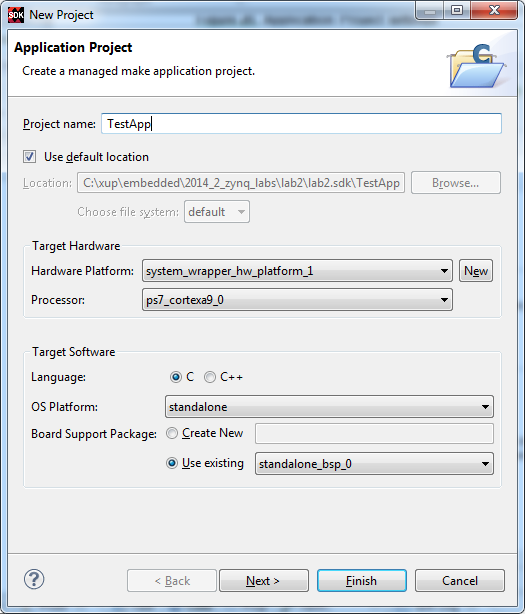 SDK New Project
Application Project
Create a managed make application project.
C
Project name: TestApp
Use default location
Location: C:\xup\embedded\2014_2_zynq_labs\lab2\lab2.sdk\TestApp Browse...
Choose file system: default
Target Hardware
Hardware Platform: system_wrapper_hw_platform_1 New
Processor: ps7_cortexa9_0
Target Software
Language: C C++
OS Platform: standalone
Board Support Package: Create New
Use existing standalone_bsp_0
? < Back Next > Finish Cancel